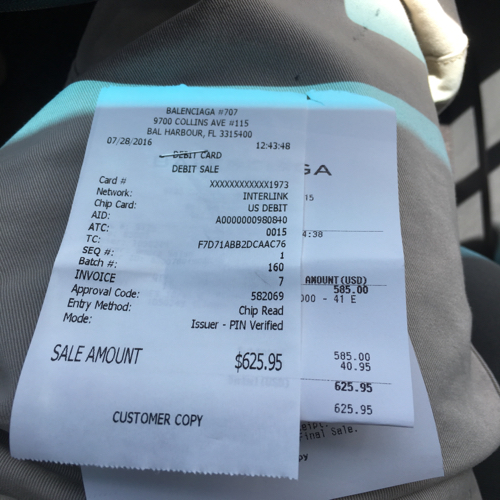 BALENCIAGA #707
9700 COLLINS AVE #115
BAL HARBOUR, FL 3315400
07/28/2016 12:43:48
DEBIT CARD
DEBIT SALE
Card # XXXXXXXXXXXX1973
Network: INTERLINK
Chip Card: US DEBIT
AID: A0000000980840
ATC: 0015
TC: F7D71ABB2DCAAC76
SEQ #: 1
Batch #: 160
INVOICE 7
Approval Code: 582069
Entry Method: Chip Read
Mode: Issuer - PIN Verified
SALE AMOUNT $625.95
CUSTOMER COPY
GA
15
4:38
AMOUNT(USD)
585.00
000 - 41 E
585.00
40.95
625.95
625.95
Final Sale.